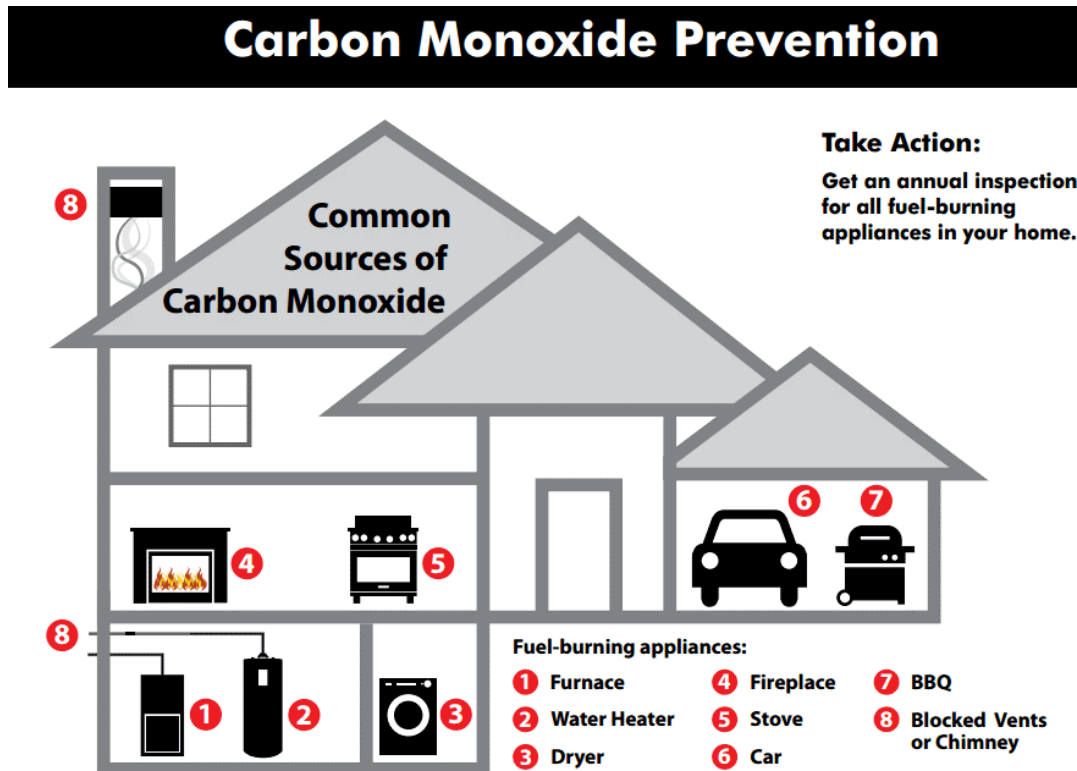 Carbon Monoxide Prevention
Take Action:
Get an annual inspection
for all fuel-burning
appliances in your home.
8
Common
Sources of
Carbon Monoxide
6
7
4
5
8
1
2
3
Fuel-burning appliances:
1 Furnace
2 Water Heater
3 Dryer
4 Fireplace
5 Stove
6 Car
7 BBQ
8 Blocked Vents
or Chimney